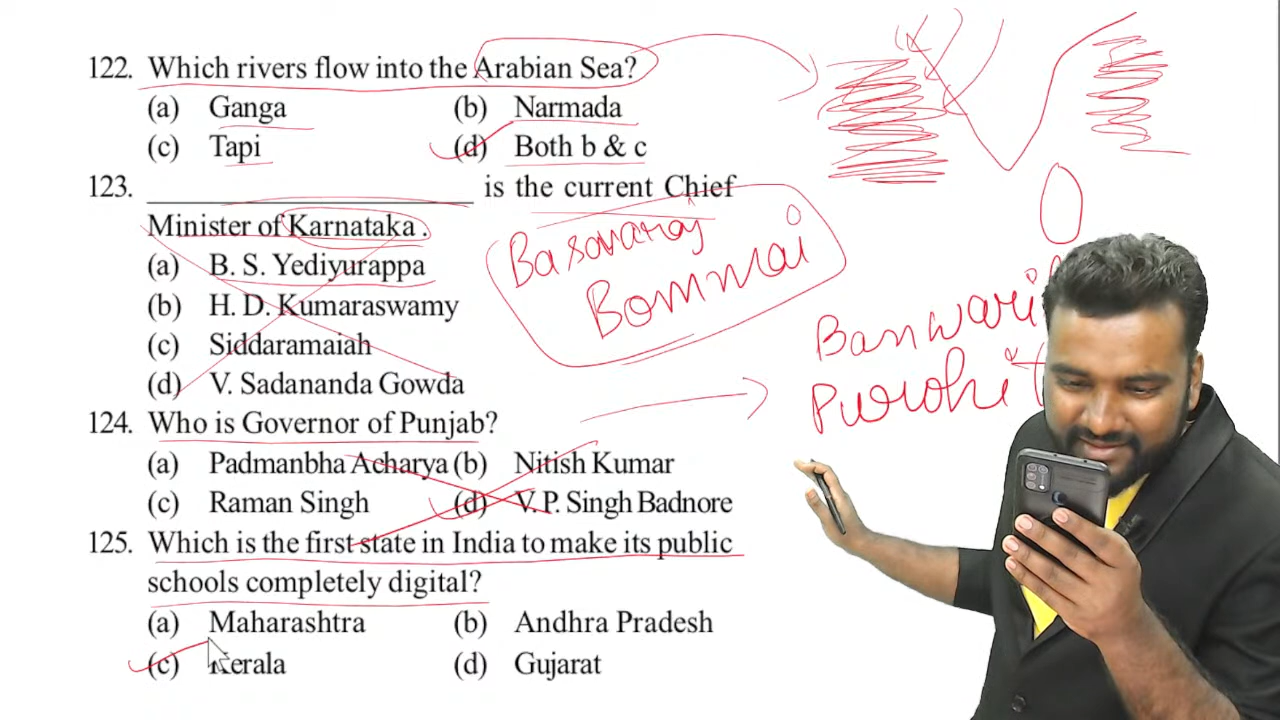 122. Which rivers flow into the Arabian Sea?
(a) Ganga (b) Narmada
(c) Tapi (d) Both b & c
123. ______________________ is the current Chief
Minister of Karnataka .
(a) B. S. Yediyurappa
(b) H. D. Kumaraswamy
(c) Siddaramaiah
(d) V. Sadananda Gowda
Basavaraj
Bommai
Banwari
Purohit
124. Who is Governor of Punjab?
(a) Padmanbha Acharya (b) Nitish Kumar
(c) Raman Singh (d) V. P. Singh Badnore
125. Which is the first state in India to make its public
schools completely digital?
(a) Maharashtra (b) Andhra Pradesh
(c) Kerala (d) Gujarat